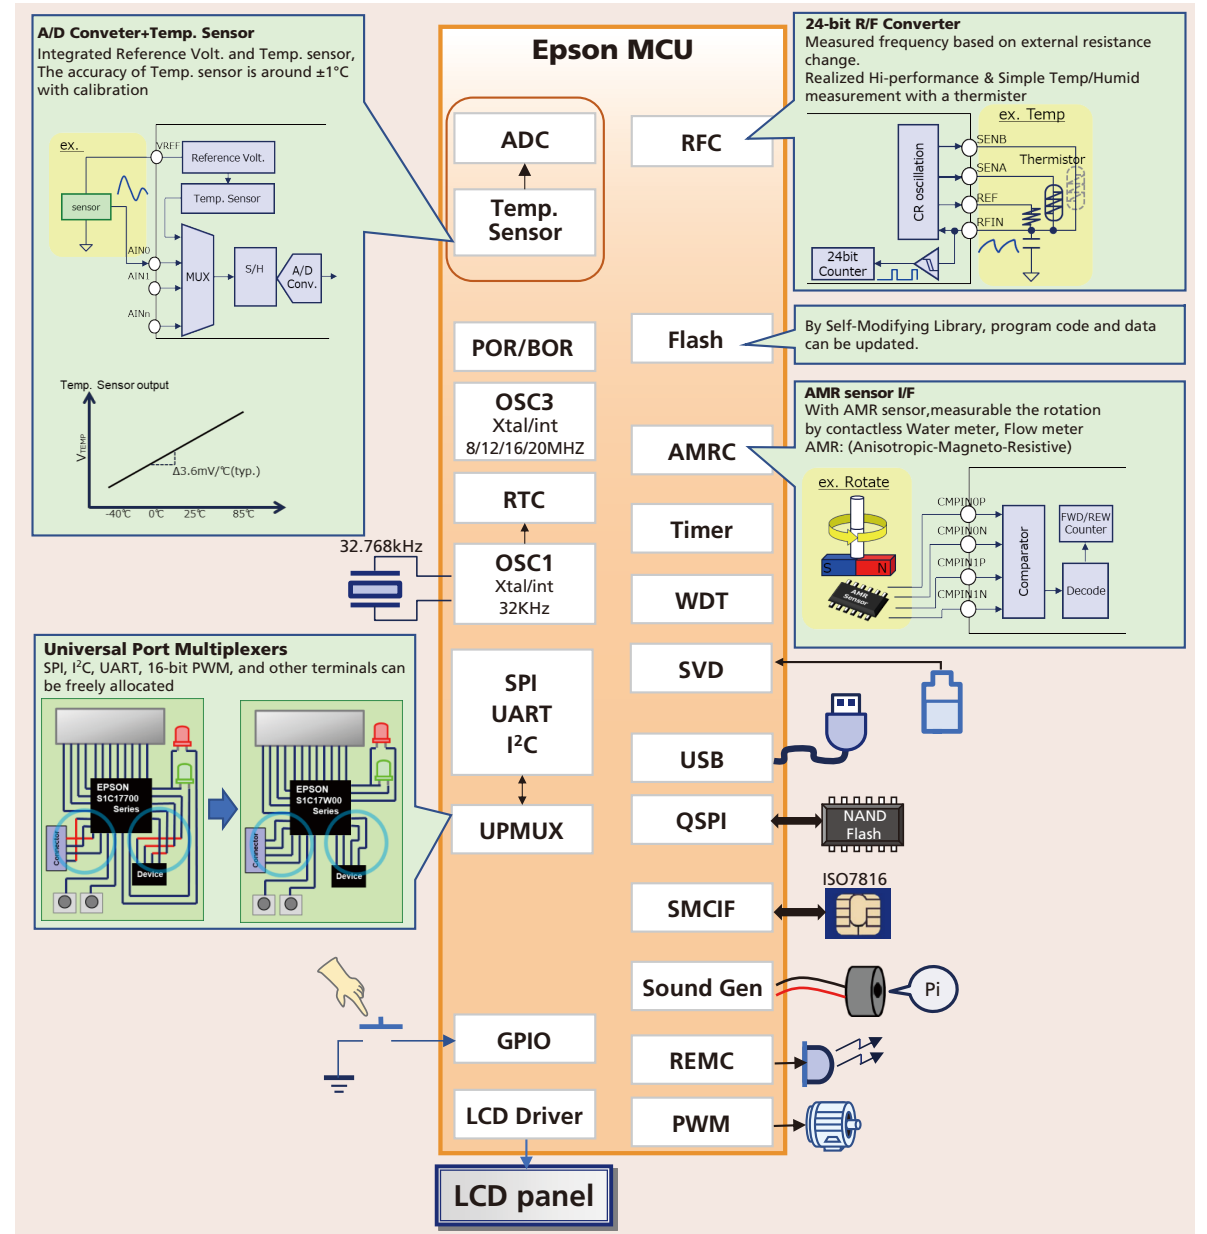 A/D Conveter+Temp. Sensor
Integrated Reference Volt. and Temp. sensor,
The accuracy of Temp. sensor is around ±1°C
with calibration
ex.
VREF
Reference Volt.
Temp. Sensor
sensor
AIN0
AIN1
AINn
MUX
S/H
A/D
Conv.
Temp. Sensor output
VTEMP
Δ3.6mV/℃(typ.)
-40℃ 0℃ 25℃ 85℃
Epson MCU
ADC
Temp.
Sensor
POR/BOR
OSC3
Xtal/int
8/12/16/20MHZ
RTC
OSC1
Xtal/int
32KHz
32.768kHz
SPI
UART
I²C
UPMUX
GPIO
LCD Driver
LCD panel
RFC
Flash
AMRC
Timer
WDT
SVD
USB
QSPI
SMCIF
Sound Gen
REMC
PWM
24-bit R/F Converter
Measured frequency based on external resistance
change.
Realized Hi-performance & Simple Temp/Humid
measurement with a thermister
ex. Temp
CR oscillation
SENB
SENA
REF
RFIN
Thermistor
24bit
Counter
By Self-Modifying Library, program code and data
can be updated.
AMR sensor I/F
With AMR sensor,measurable the rotation
by contactless Water meter, Flow meter
AMR: (Anisotropic-Magneto-Resistive)
ex. Rotate
S N
AMR
Sensor
CMPIN0P
CMPIN0N
CMPIN1P
CMPIN1N
Comparator
FWD/REW
Counter
Decode
NAND
Flash
ISO7816
Pi
Universal Port Multiplexers
SPI, I²C, UART, 16-bit PWM, and other terminals can
be freely allocated
EPSON
S1C17700
Series
Connector
Device
EPSON
S1C17W00
Series
Connector
Device